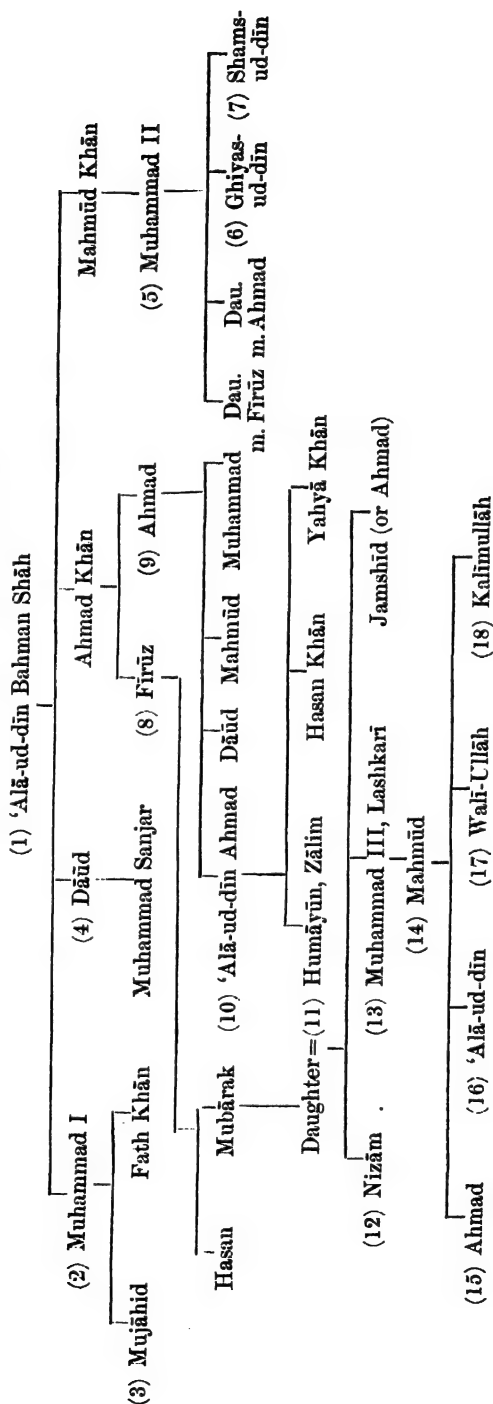 (1) ‘Alā-ud-dīn Bahman Shāh
(2) Muhammad I (4) Dāūd Ahmad Khān Mahmūd Khān
(3) Mujāhid Fath Khān Muhammad Sanjar (8) Fīrūz (9) Ahmad (5) Muhammad II
Hasan Mubārak (10) ‘Alā-ud-dīn Ahmad Dāūd Mahmūd Muhammad
Dau. m. Fīrūz Dau. m. Ahmad (6) Ghiyas-ud-dīn (7) Shams-ud-dīn
Daughter=(11) Humāyūn, Zālim Hasan Khān Yahyā Khān
(12) Nizām . (13) Muhammad III, Lashkarī Jamshīd (or Ahmad)
(14) Mahmūd
(15) Ahmad (16) ‘Alā-ud-dīn (17) Walī-Ullāh (18) Kalīmullāh